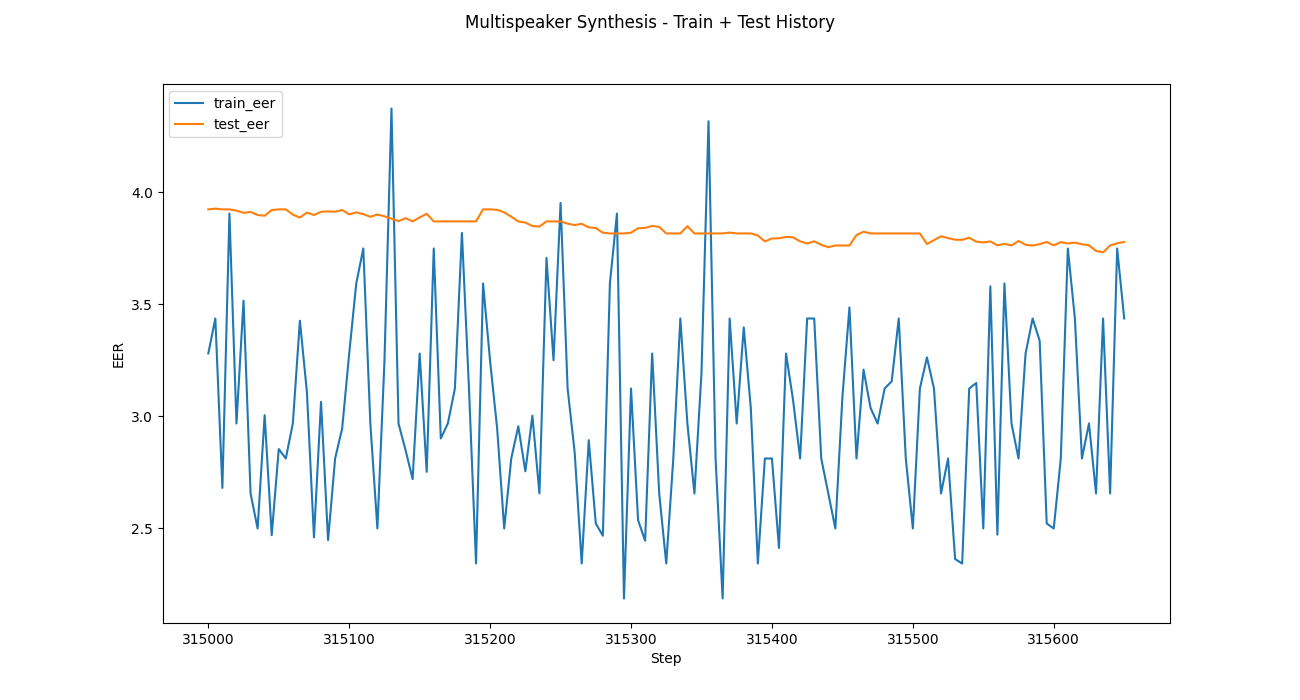 Multispeaker Synthesis - Train + Test History
train_eer
test_eer
4.0
3.5
3.0
2.5
EER
315000 315100 315200 315300 315400 315500 315600
Step